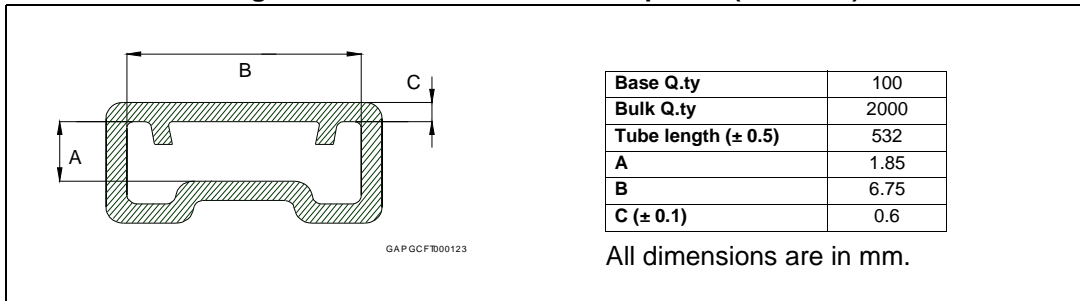 B
C
A
GAPGCFT000123
Base Q.ty 100
Bulk Q.ty 2000
Tube length (± 0.5) 532
A 1.85
B 6.75
C (± 0.1) 0.6
All dimensions are in mm.